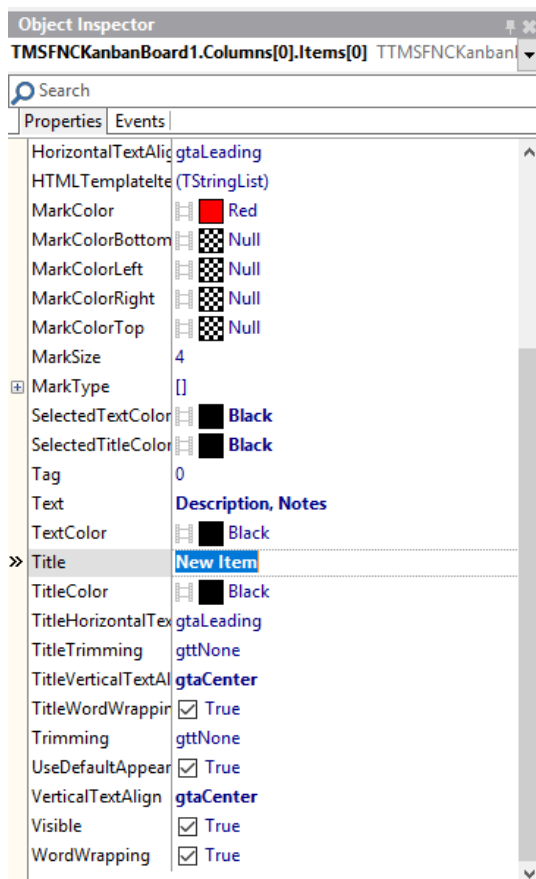 Object Inspector
TMSFNCKanbanBoard1.Columns[0].Items[0] TTMSFNCKanbanI
Search
Properties Events
HorizontalTextAlig gtaLeading
HTMLTemplateIte (TStringList)
MarkColor Red
MarkColorBottom Null
MarkColorLeft Null
MarkColorRight Null
MarkColorTop Null
MarkSize 4
MarkType []
SelectedTextColor Black
SelectedTitleColor Black
Tag 0
Text Description, Notes
TextColor Black
Title New Item
TitleColor Black
TitleHorizontalTex gtaLeading
TitleTrimming gttNone
TitleVerticalTextAl gtaCenter
TitleWordWrappin True
Trimming gttNone
UseDefaultAppear True
VerticalTextAlign gtaCenter
Visible True
WordWrapping True